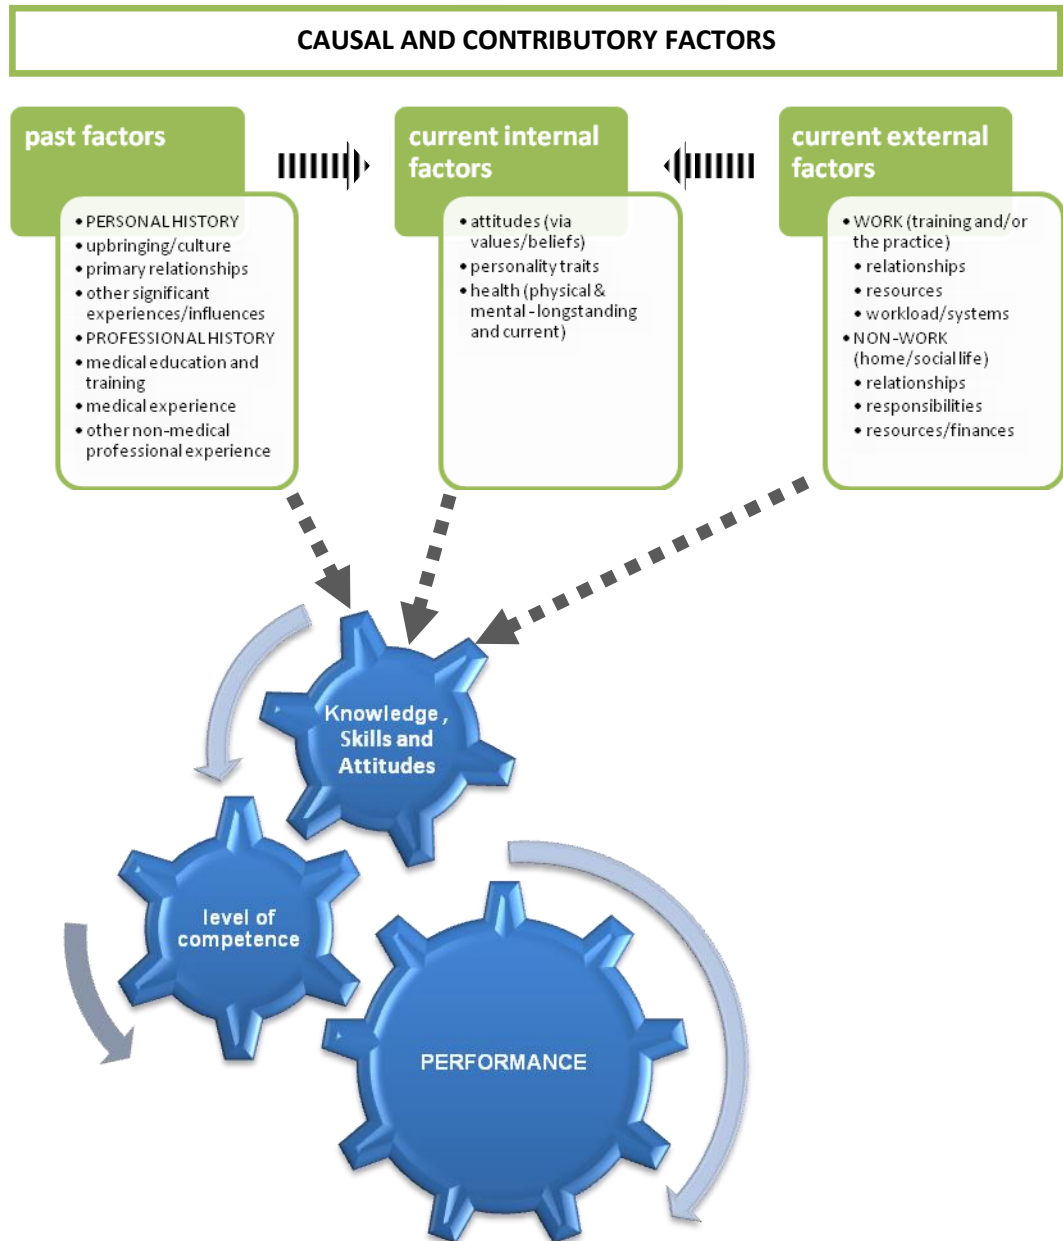 CAUSAL AND CONTRIBUTORY FACTORS
past factors
• PERSONAL HISTORY
• upbringing/culture
• primary relationships
• other significant
experiences/influences
• PROFESSIONAL HISTORY
• medical education and
training
• medical experience
• other non-medical
professional experience
current internal
factors
• attitudes (via
values/beliefs)
• personality traits
• health (physical &
mental - longstanding
and current)
current external
factors
• WORK (training and/or
the practice)
• relationships
• resources
• workload/systems
• NON-WORK
(home/social life)
• relationships
• responsibilities
• resources/finances
Knowledge ,
Skills and
Attitudes
level of
competence
PERFORMANCE